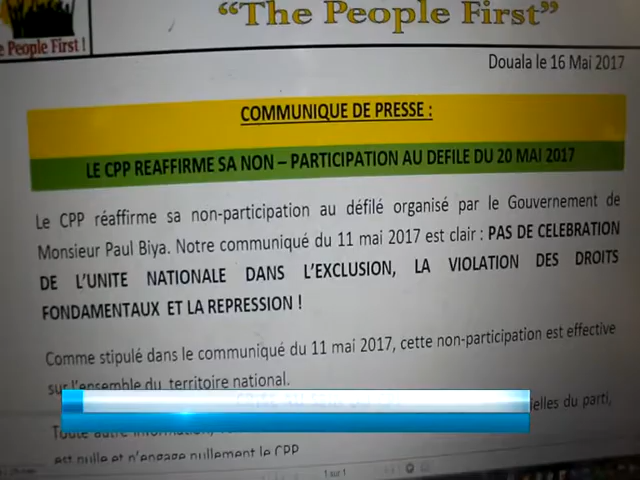 “The People First”
e People First !
Douala le 16 Mai 2017
COMMUNIQUE DE PRESSE :
LE CPP REAFFIRME SA NON – PARTICIPATION AU DEFILE DU 20 MAI 2017
Le CPP réaffirme sa non-participation au défilé organisé par le Gouvernement de
Monsieur Paul Biya. Notre communiqué du 11 mai 2017 est clair : PAS DE CELEBRATION
DE L’UNITE NATIONALE DANS L’EXCLUSION, LA VIOLATION DES DROITS
FONDAMENTAUX ET LA REPRESSION !
Comme stipulé dans le communiqué du 11 mai 2017, cette non-participation est effective
sur l’ensemble du territoire national.
Toute autre information, ielles du parti,
est nulle et n’engage nullement le CPP
1 sur 1